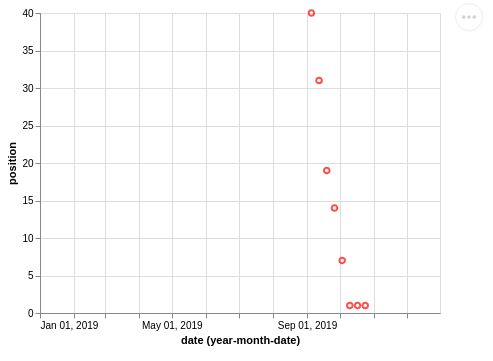 40
35
30
25
20
15
10
5
0
position
Jan 01, 2019
May 01, 2019
Sep 01, 2019
date (year-month-date)